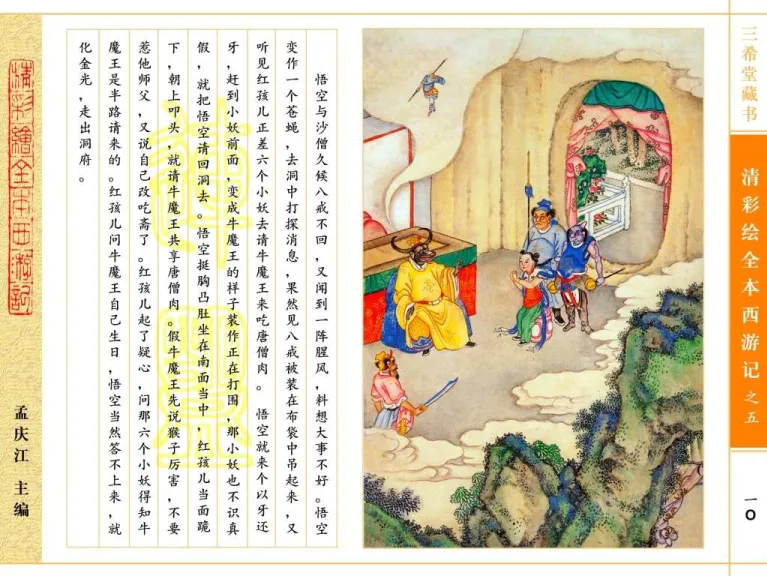 三希堂藏书
清彩绘全本西游记之五
一〇
悟空与沙僧久候八戒不回，又闻到一阵腥风，料想大事不好。悟空
变作一个苍蝇，去洞中打探消息，果然见八戒被装在布袋中吊起来，又
听见红孩儿正差六个小妖去请牛魔王来吃唐僧肉。 悟空就来个以牙还
牙，赶到小妖前面，变成牛魔王的样子装作正在打围，那小妖也不识真
假，就把悟空请回洞去。悟空挺胸凸肚坐在南面当中，红孩儿当面跪
下，朝上叩头，就请牛魔王共享唐僧肉。假牛魔王先说猴子厉害，不要
惹他师父，又说自己改吃斋了。红孩儿起了疑心，问那六个小妖得知牛
魔王是半路请来的。红孩儿问牛魔王自己生日，悟空当然答不上来，就
化金光，走出洞府。
清彩繪全本西游記
孟庆江 主编